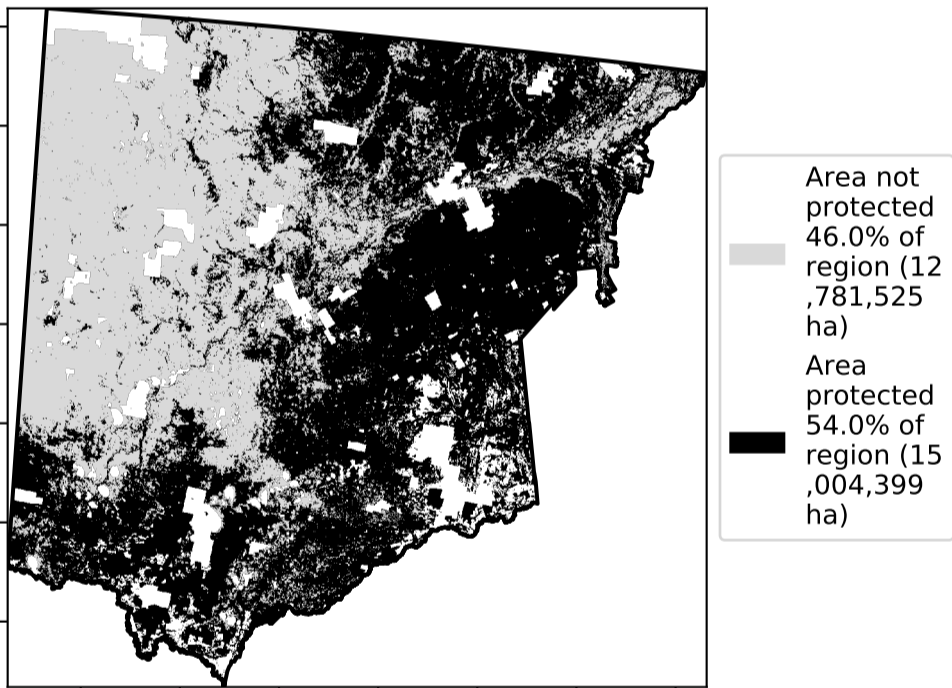 Area not
protected
46.0% of
region (12
,781,525
ha)
Area
protected
54.0% of
region (15
,004,399
ha)